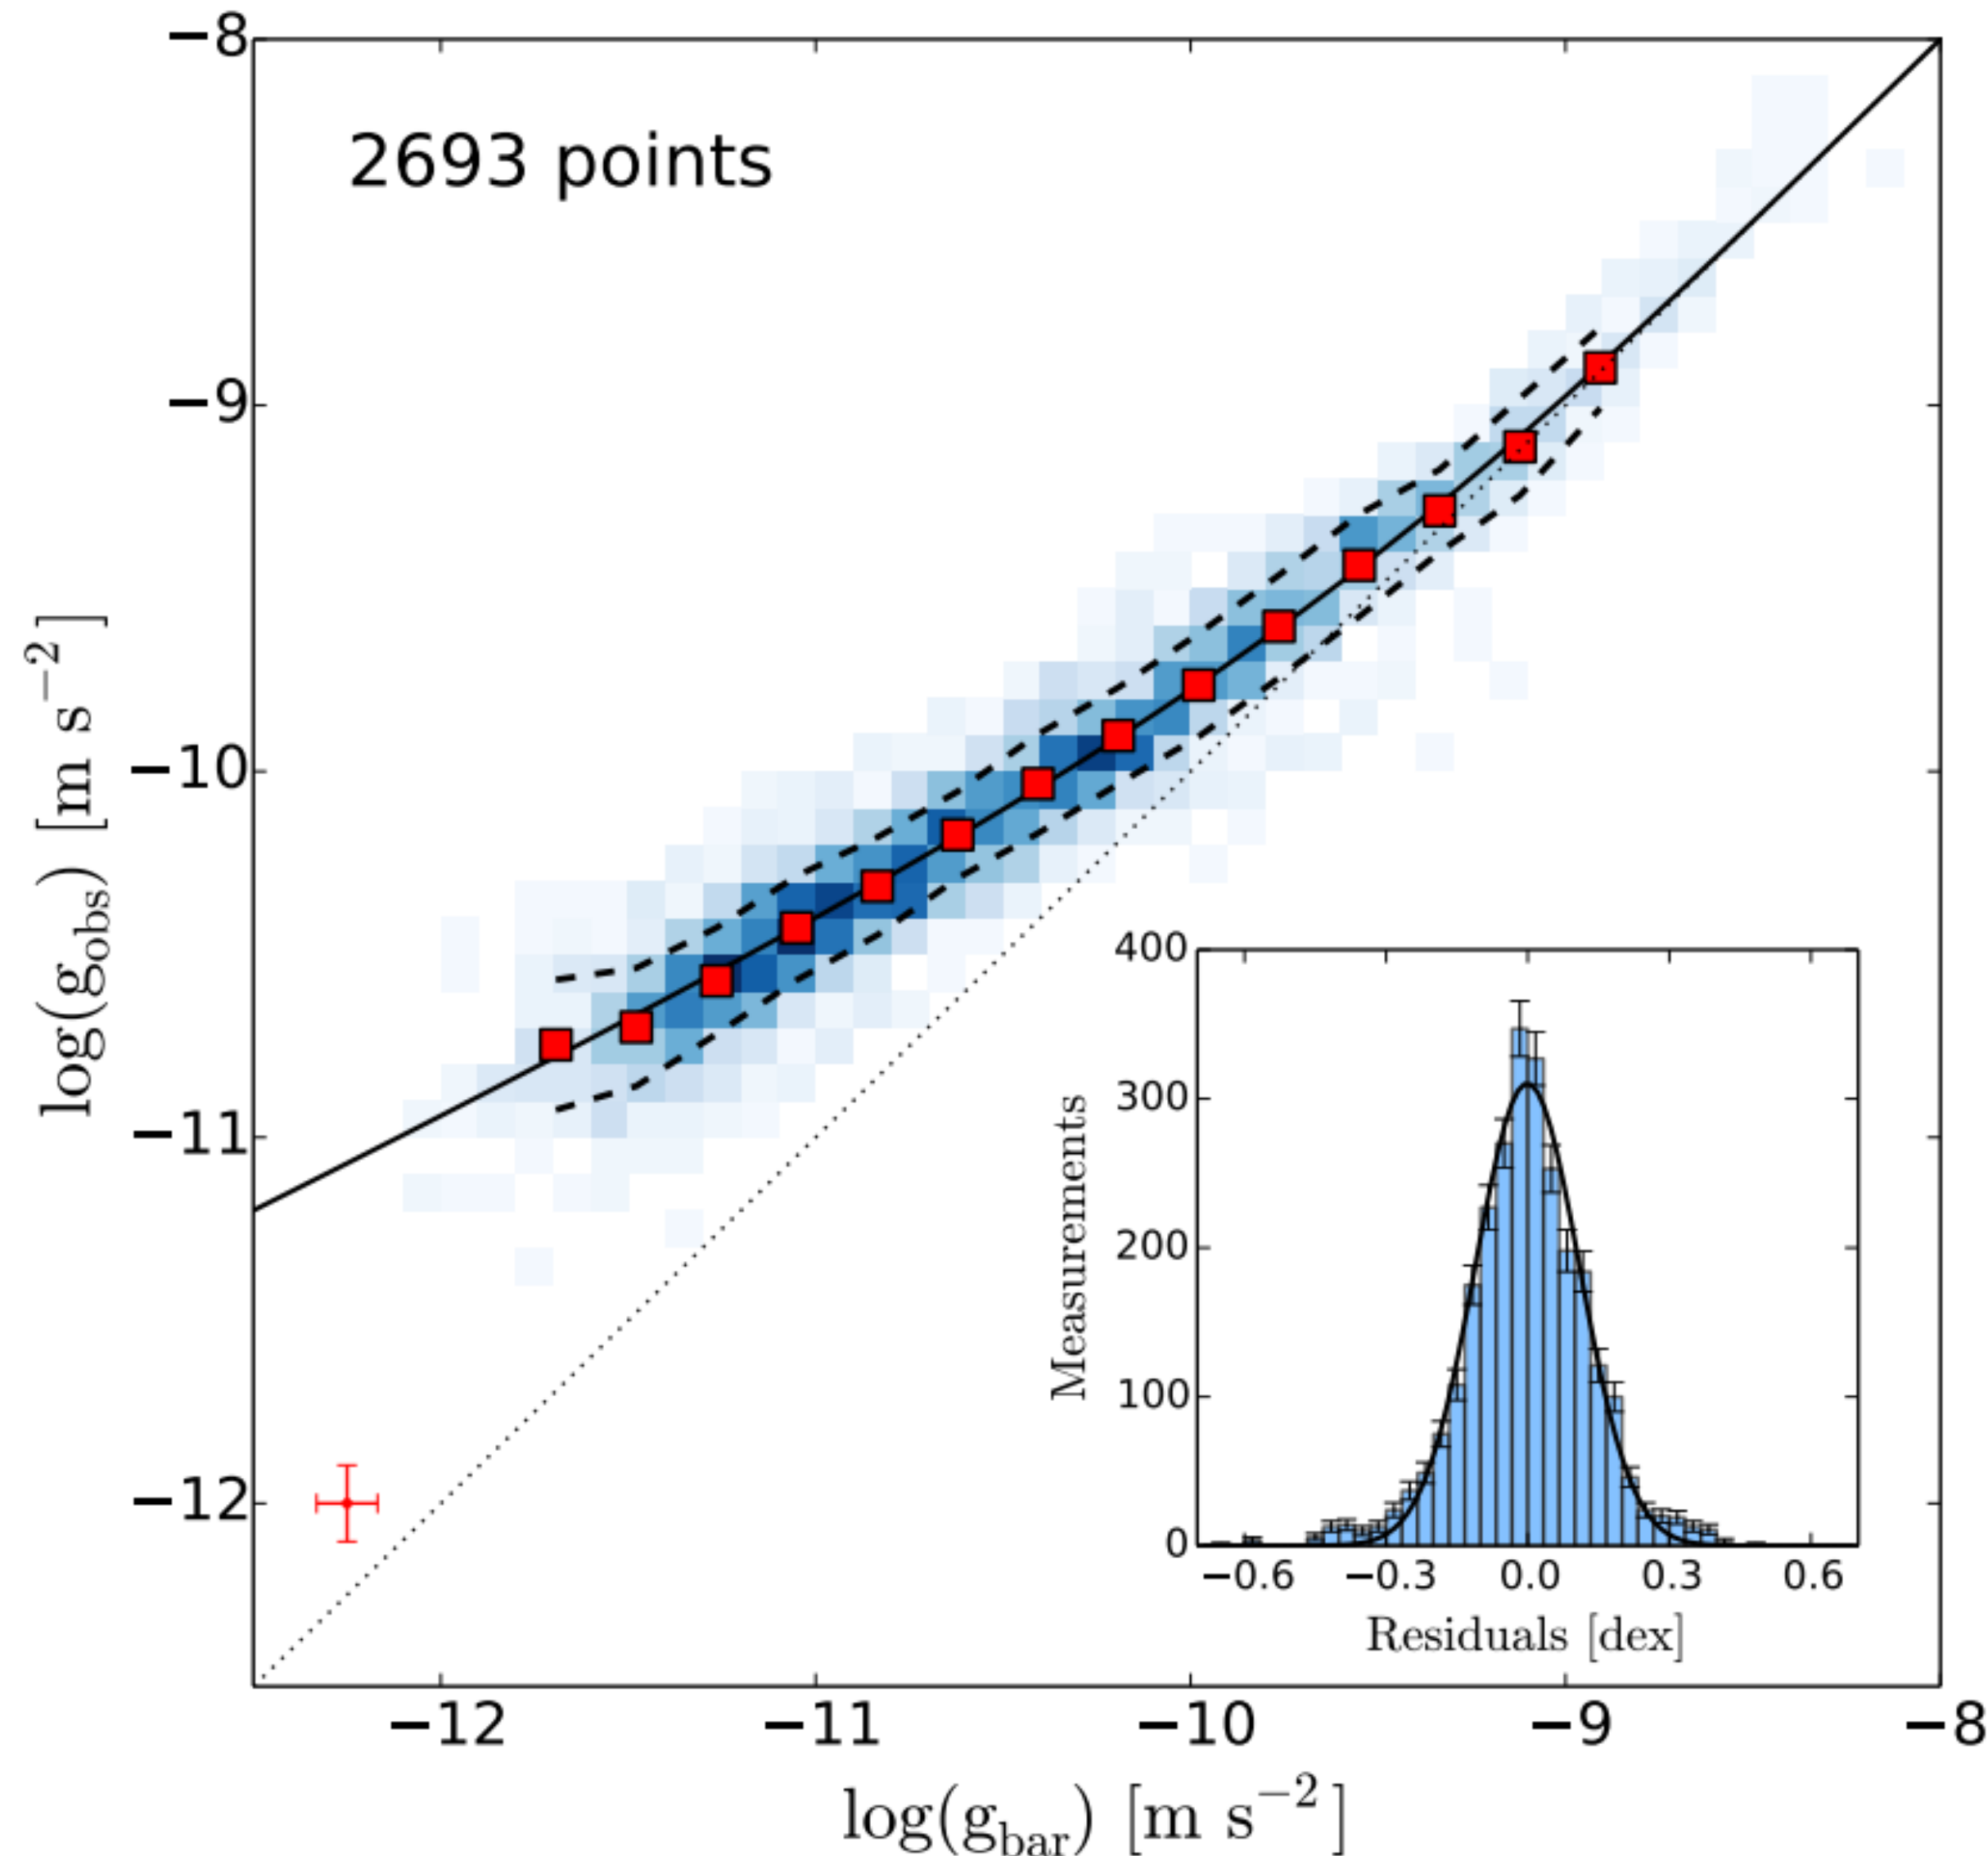 2693 points
−8
−9
−10
−11
−12
log(g_obs) [m s⁻²]
−12 −11 −10 −9 −8
log(g_bar) [m s⁻²]
400
300
200
100
0
Measurements
−0.6 −0.3 0.0 0.3 0.6
Residuals [dex]